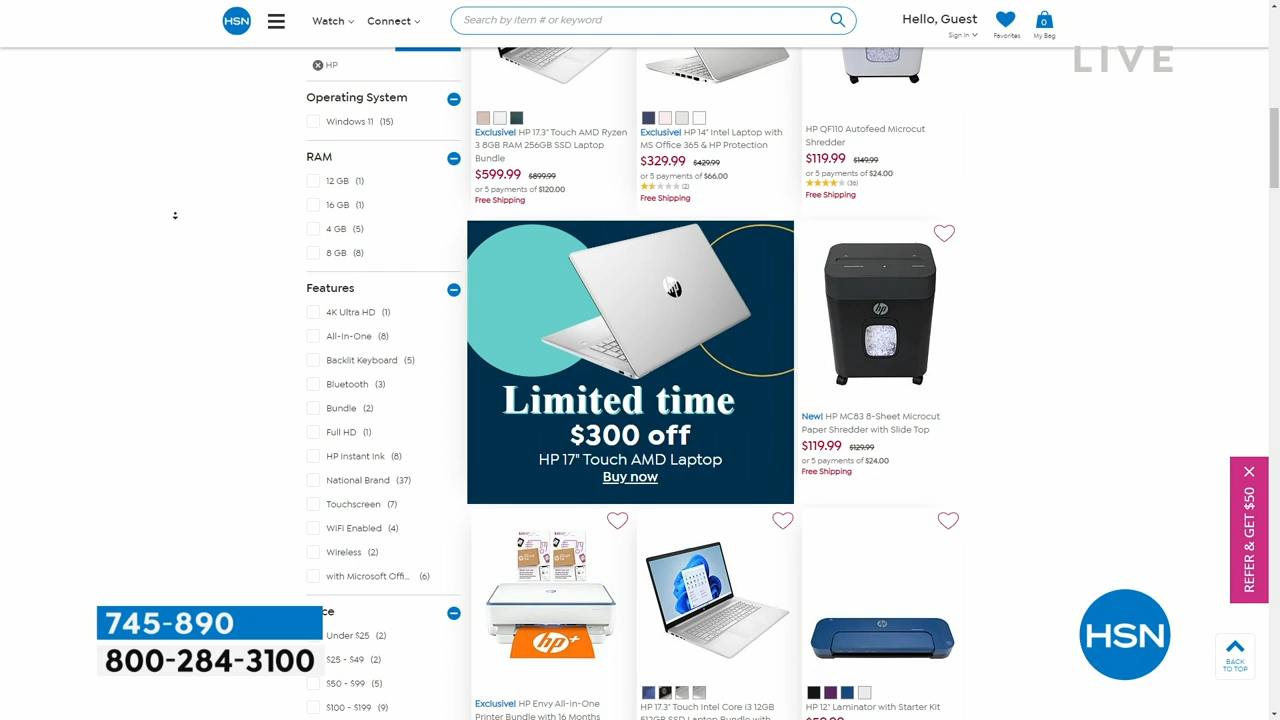 HSN
Watch
Connect
Search by item # or keyword
Hello, Guest
Sign In
Favorites
0
My Bag
LIVE
HP
Operating System
Windows 11 (15)
RAM
12 GB (1)
16 GB (1)
4 GB (5)
8 GB (8)
Features
4K Ultra HD (1)
All-In-One (8)
Backlit Keyboard (5)
Bluetooth (3)
Bundle (2)
Full HD (1)
HP Instant Ink (8)
National Brand (37)
Touchscreen (7)
WiFi Enabled (4)
Wireless (2)
with Microsoft Offi... (6)
ce
Under $25 (2)
$25 - $49 (2)
$50 - $99 (5)
$100 - $199 (9)
Exclusive! HP 17.3" Touch AMD Ryzen
3 8GB RAM 256GB SSD Laptop
Bundle
$599.99 $899.99
or 5 payments of $120.00
Free Shipping
Exclusive! HP 14" Intel Laptop with
MS Office 365 & HP Protection
$329.99 $429.99
or 5 payments of $66.00
(2)
Free Shipping
HP QF110 Autofeed Microcut
Shredder
$119.99 $149.99
or 5 payments of $24.00
(36)
Free Shipping
hp
Limited time
$300 off
HP 17" Touch AMD Laptop
Buy now
hp
New! HP MC83 8-Sheet Microcut
Paper Shredder with Slide Top
$119.99 $129.99
or 5 payments of $24.00
Free Shipping
hp+
Exclusive! HP Envy All-in-One
Printer Bundle with 16 Months
HP 17.3" Touch Intel Core i3 12GB
512GB SSD Laptop Bundle with
hp
HP 12" Laminator with Starter Kit
REFER & GET $50
745-890
800-284-3100
HSN
BACK
TO TOP